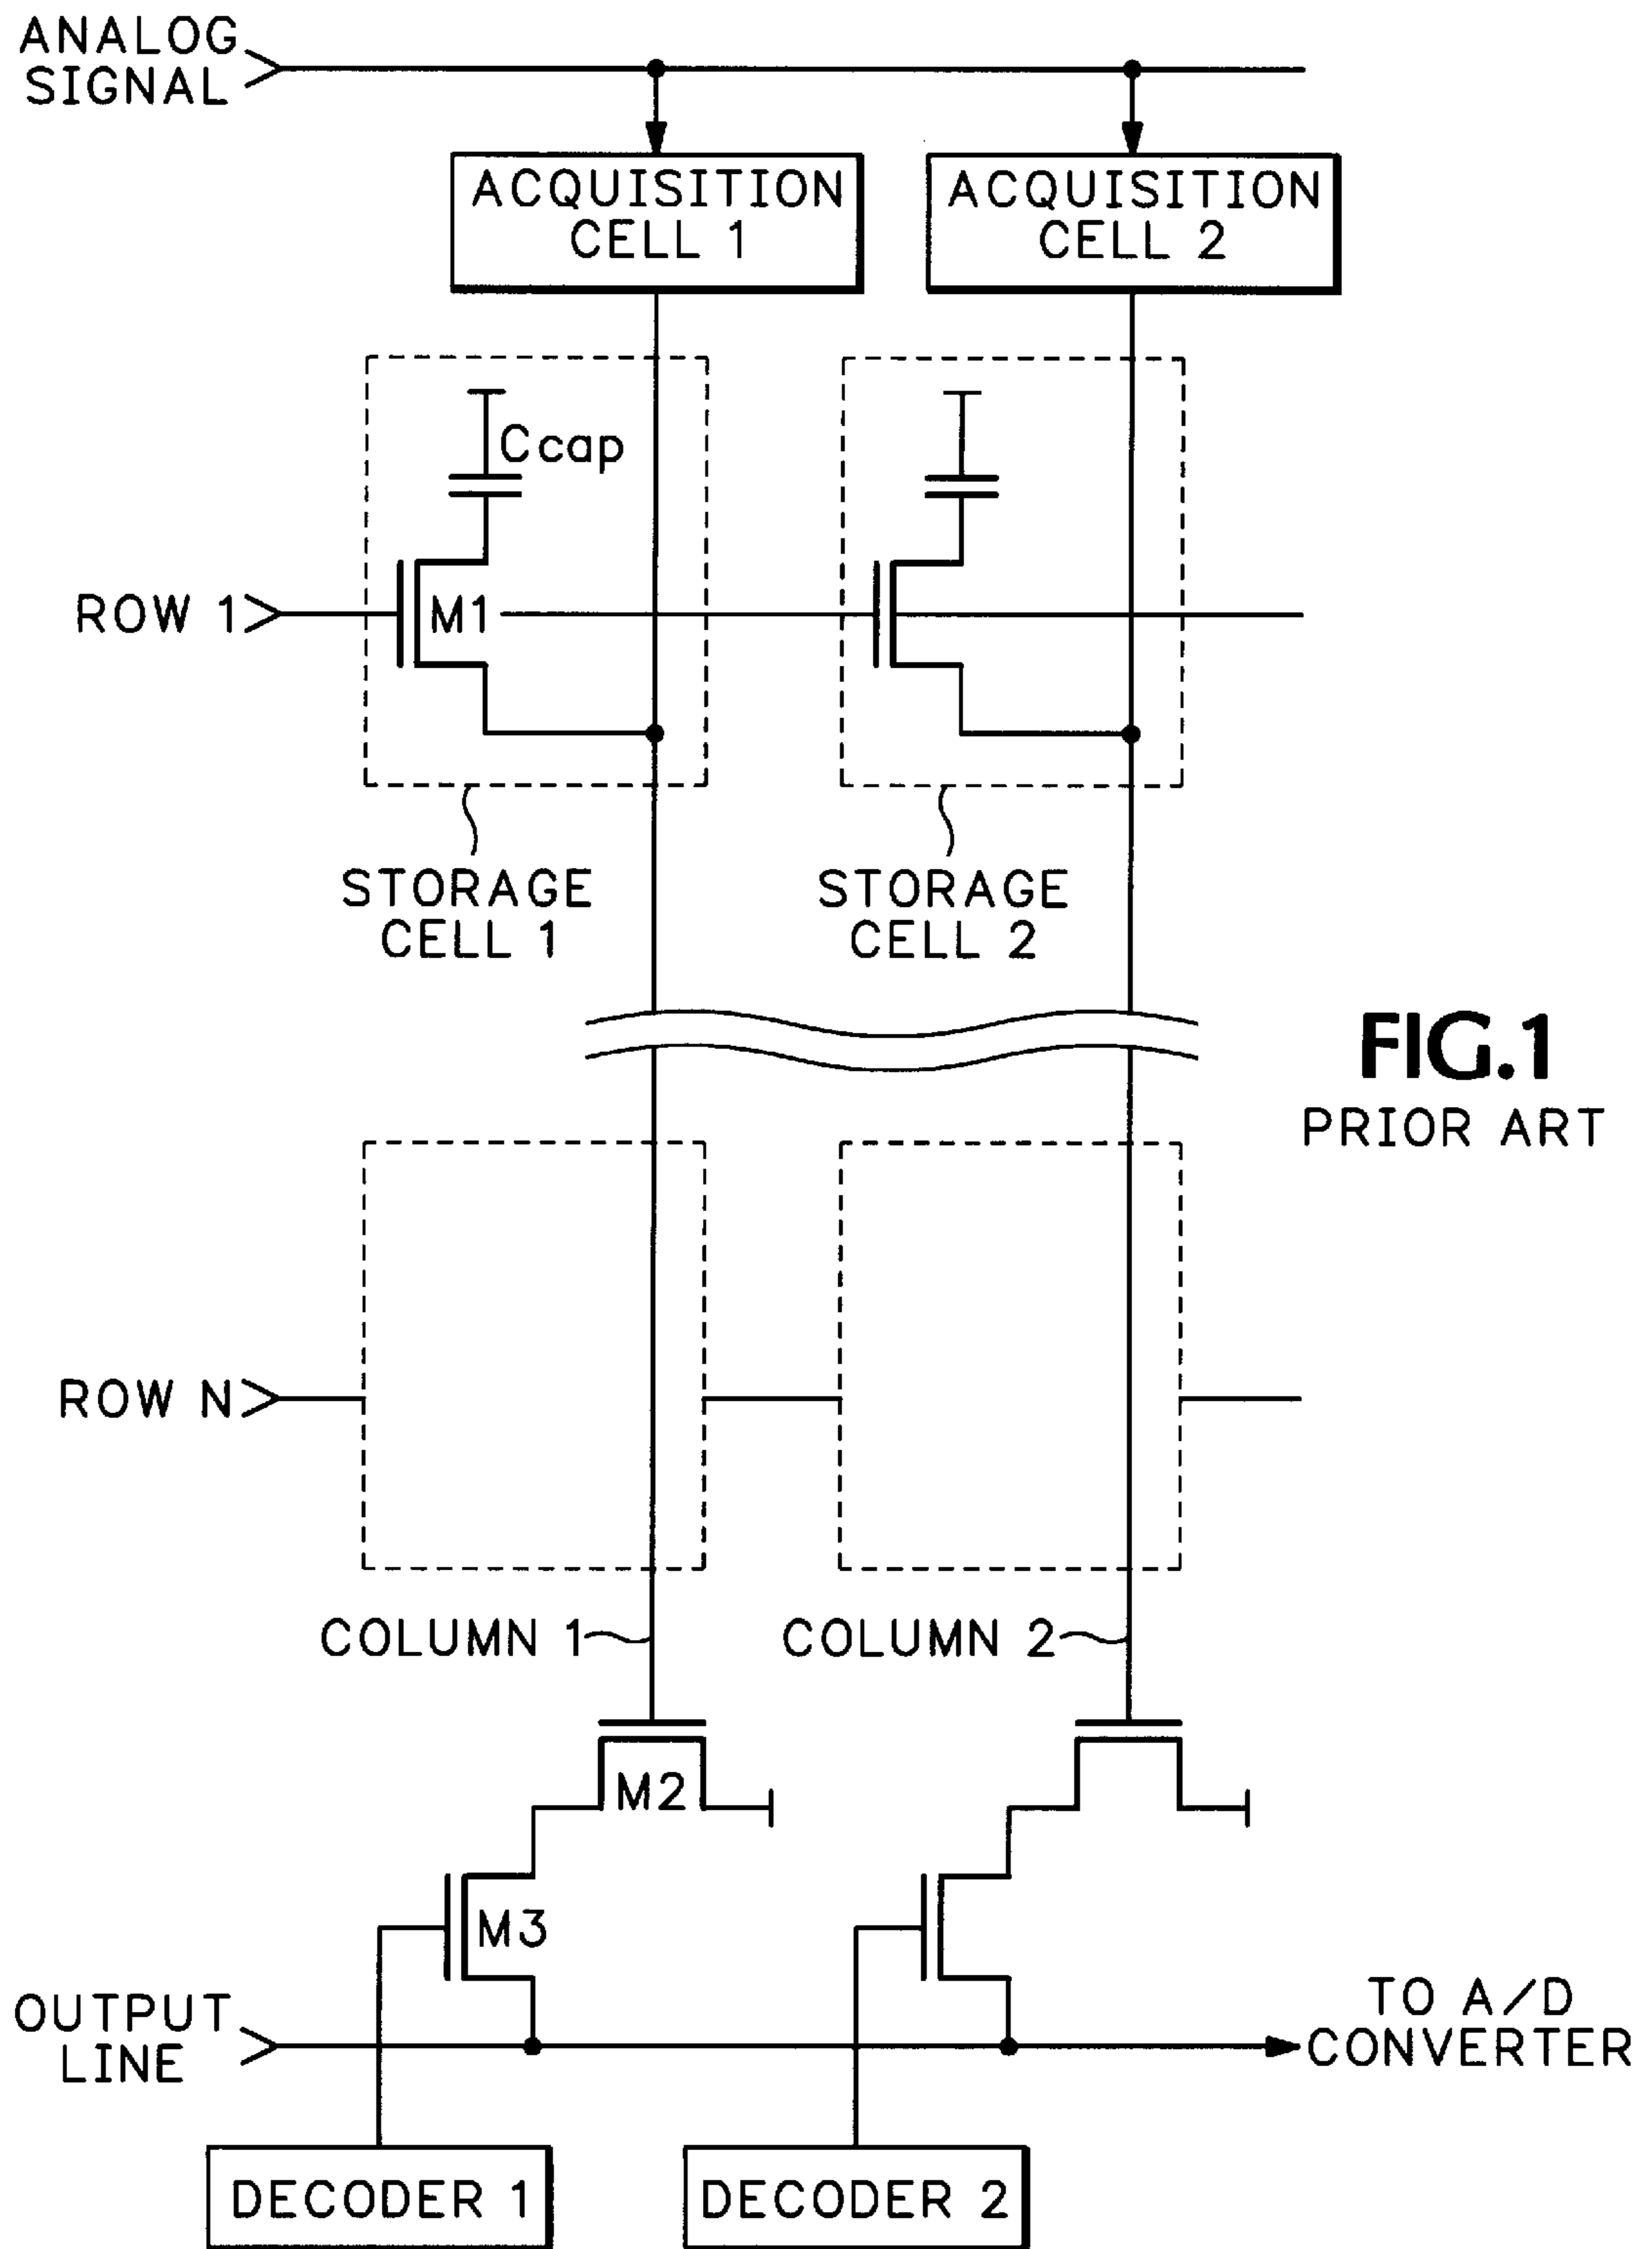 ANALOG
SIGNAL
ACQUISITION
CELL 1
ACQUISITION
CELL 2
Ccap
ROW 1
M1
STORAGE
CELL 1
STORAGE
CELL 2
FIG.1
PRIOR ART
ROW N
COLUMN 1
COLUMN 2
M2
M3
OUTPUT
LINE
TO A/D
CONVERTER
DECODER 1
DECODER 2